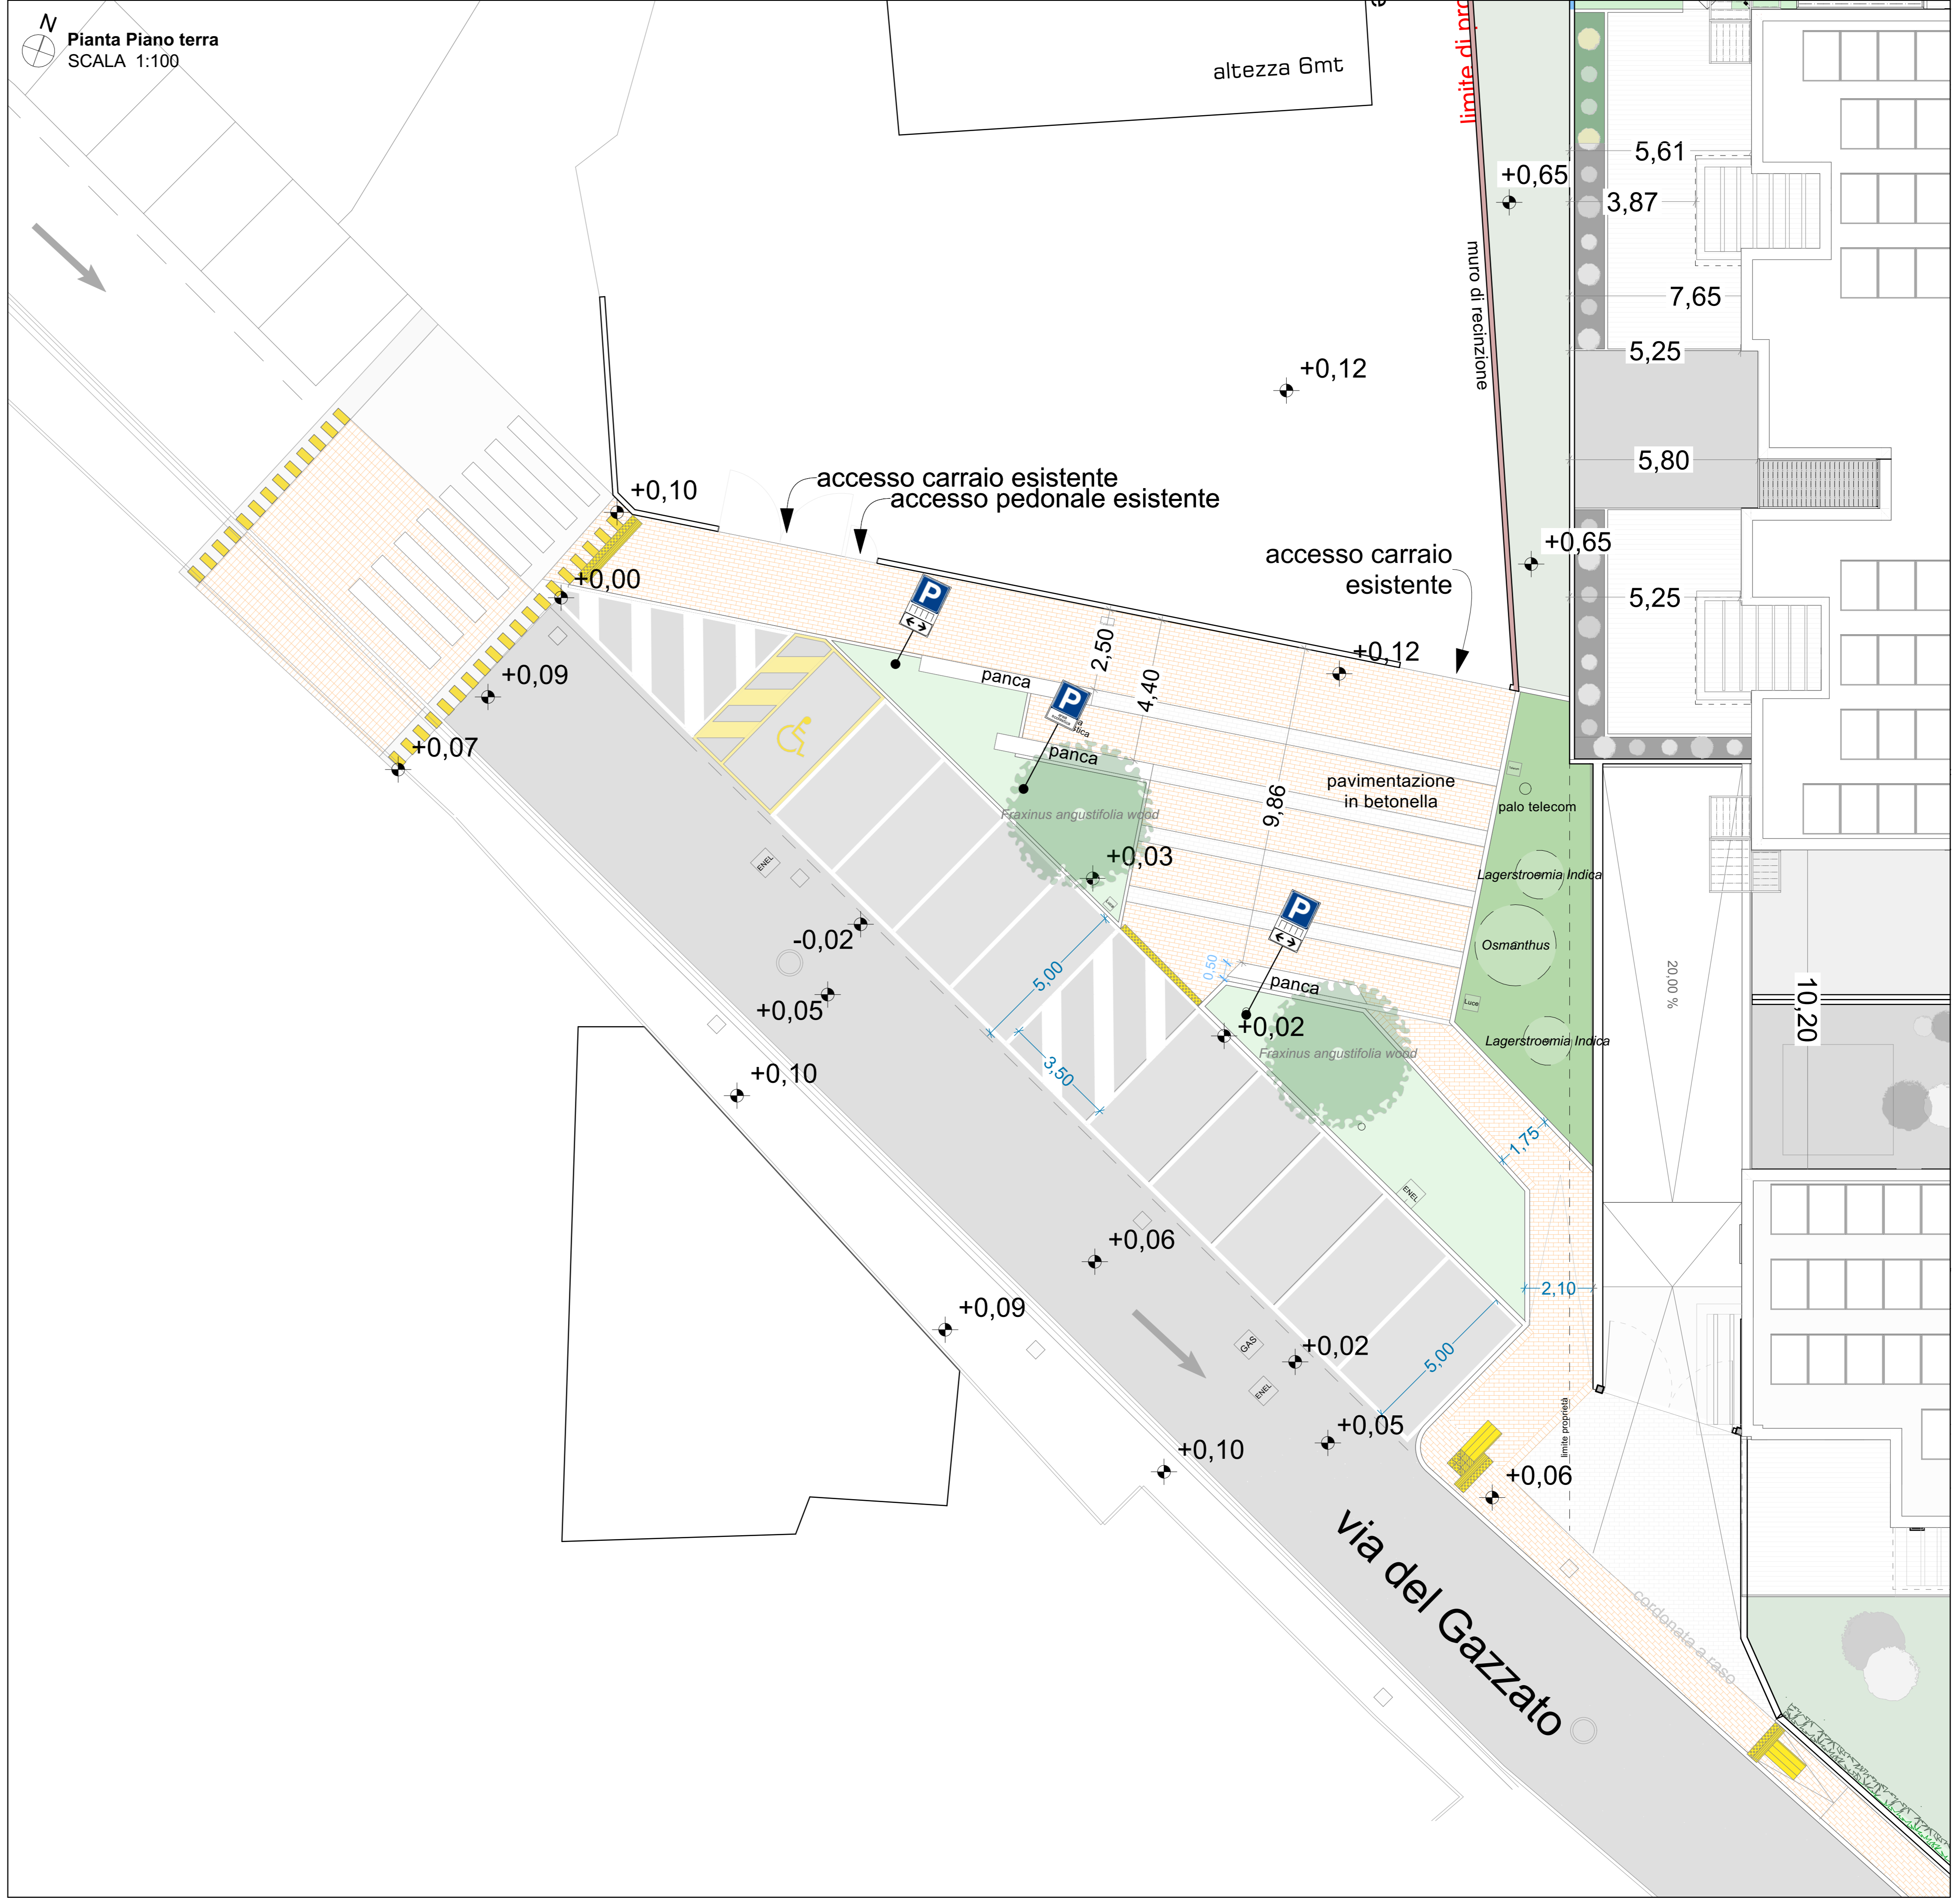 N
Pianta Piano terra
SCALA 1:100
altezza 6mt
limite di pro
+0,65
5,61
3,87
muro di recinzione
7,65
5,25
+0,12
5,80
+0,10
accesso carraio esistente
accesso pedonale esistente
accesso carraio
esistente
+0,65
+0,00
5,25
P
2,50
+0,12
4,40
+0,09
panca
P
+0,07
panca
pavimentazione
in betonella
9,86
palo telecom
Fraxinus angustifolia wood
+0,03
ENEL
Lagerstroemia Indica
P
-0,02
Osmanthus
5,00
0,50
panca
20,00 %
Luce
10,20
+0,05
+0,02
Fraxinus angustifolia wood
Lagerstroemia Indica
+0,10
3,50
1,75
ENEL
+0,06
2,10
+0,09
GAS
+0,02
5,00
ENEL
+0,05
limite proprietà
+0,10
+0,06
via del Gazzato
cordonata a raso